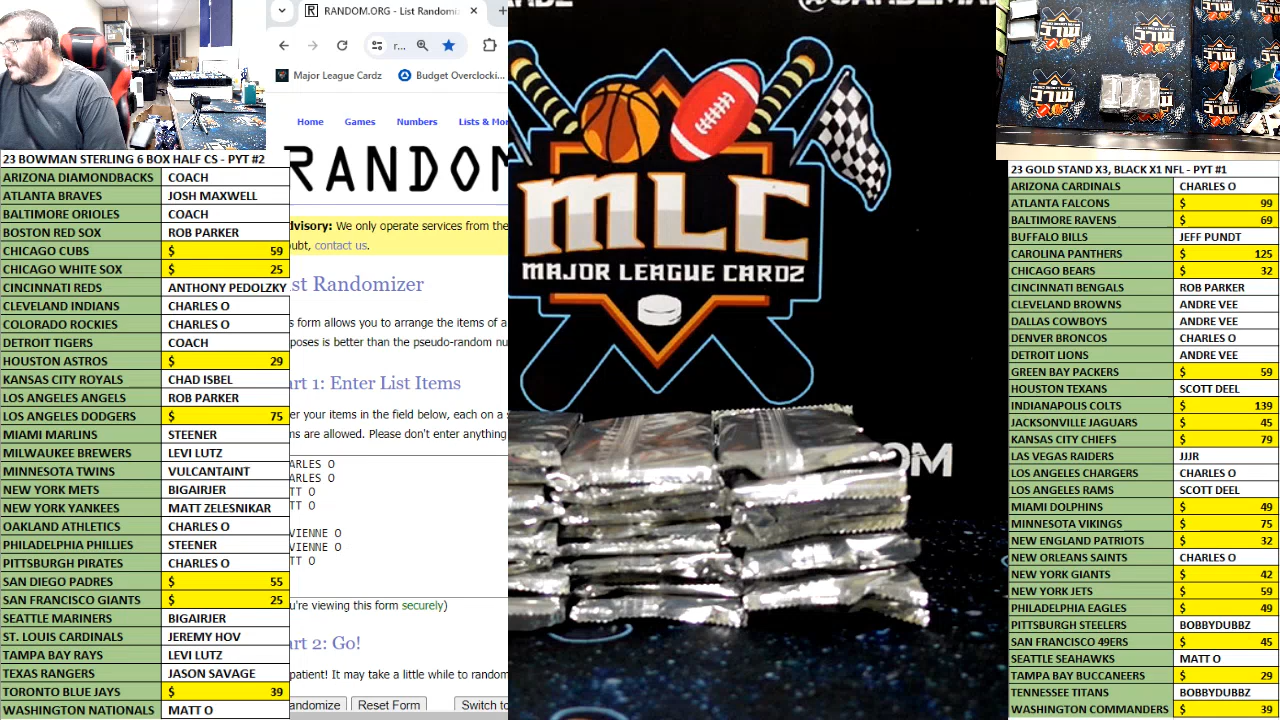 RANDOM.ORG - List Randomiz
r...
Major League Cardz
Budget Overclocki...
Home
Games
Numbers
Lists & Mo
RANDOM
dvisory: We only operate services from the
oubt, contact us.
st Randomizer
s form allows you to arrange the items of a
poses is better than the pseudo-random nu
art 1: Enter List Items
er your items in the field below, each on a s
ms are allowed. Please don't enter anything
ARLES O
ARLES O
TT O
TT O
VIENNE O
VIENNE O
TT O
u're viewing this form securely)
art 2: Go!
patient! It may take a little while to random
andomize
Reset Form
Switch to
23 BOWMAN STERLING 6 BOX HALF CS - PYT #2
ARIZONA DIAMONDBACKS COACH
ATLANTA BRAVES JOSH MAXWELL
BALTIMORE ORIOLES COACH
BOSTON RED SOX ROB PARKER
CHICAGO CUBS $ 59
CHICAGO WHITE SOX $ 25
CINCINNATI REDS ANTHONY PEDOLZKY
CLEVELAND INDIANS CHARLES O
COLORADO ROCKIES CHARLES O
DETROIT TIGERS COACH
HOUSTON ASTROS $ 29
KANSAS CITY ROYALS CHAD ISBEL
LOS ANGELES ANGELS ROB PARKER
LOS ANGELES DODGERS $ 75
MIAMI MARLINS STEENER
MILWAUKEE BREWERS LEVI LUTZ
MINNESOTA TWINS VULCANTAINT
NEW YORK METS BIGAIRJER
NEW YORK YANKEES MATT ZELESNIKAR
OAKLAND ATHLETICS CHARLES O
PHILADELPHIA PHILLIES STEENER
PITTSBURGH PIRATES CHARLES O
SAN DIEGO PADRES $ 55
SAN FRANCISCO GIANTS $ 25
SEATTLE MARINERS BIGAIRJER
ST. LOUIS CARDINALS JEREMY HOV
TAMPA BAY RAYS LEVI LUTZ
TEXAS RANGERS JASON SAVAGE
TORONTO BLUE JAYS $ 39
WASHINGTON NATIONALS MATT O
MLC
MAJOR LEAGUE CARDZ
OM
23 GOLD STAND X3, BLACK X1 NFL - PYT #1
ARIZONA CARDINALS CHARLES O
ATLANTA FALCONS $ 99
BALTIMORE RAVENS $ 69
BUFFALO BILLS JEFF PUNDT
CAROLINA PANTHERS $ 125
CHICAGO BEARS $ 32
CINCINNATI BENGALS ROB PARKER
CLEVELAND BROWNS ANDRE VEE
DALLAS COWBOYS ANDRE VEE
DENVER BRONCOS CHARLES O
DETROIT LIONS ANDRE VEE
GREEN BAY PACKERS $ 59
HOUSTON TEXANS SCOTT DEEL
INDIANAPOLIS COLTS $ 139
JACKSONVILLE JAGUARS $ 45
KANSAS CITY CHIEFS $ 79
LAS VEGAS RAIDERS JJJR
LOS ANGELES CHARGERS CHARLES O
LOS ANGELES RAMS SCOTT DEEL
MIAMI DOLPHINS $ 49
MINNESOTA VIKINGS $ 75
NEW ENGLAND PATRIOTS $ 32
NEW ORLEANS SAINTS CHARLES O
NEW YORK GIANTS $ 42
NEW YORK JETS $ 59
PHILADELPHIA EAGLES $ 49
PITTSBURGH STEELERS BOBBYDUBBZ
SAN FRANCISCO 49ERS $ 45
SEATTLE SEAHAWKS MATT O
TAMPA BAY BUCCANEERS $ 29
TENNESSEE TITANS BOBBYDUBBZ
WASHINGTON COMMANDERS $ 39